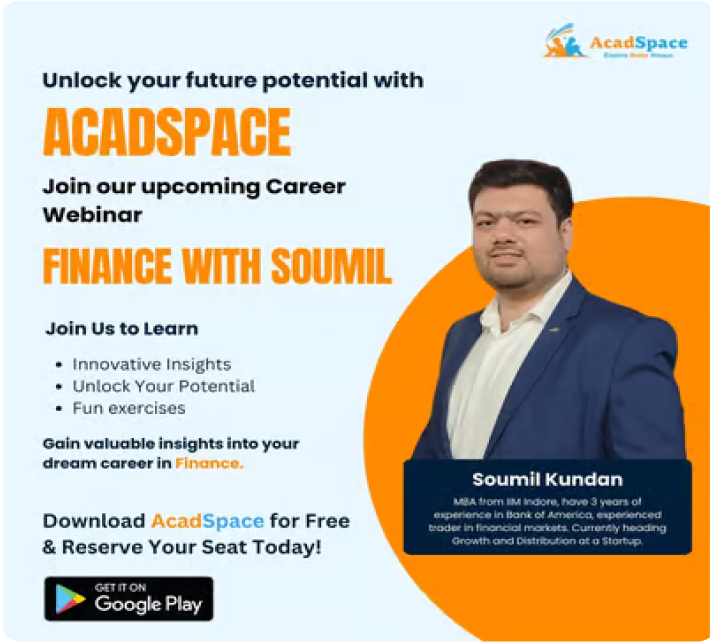 AcadSpace
Unlock your future potential with
ACADSPACE
Join our upcoming Career
Webinar
FINANCE WITH SOUMIL
Join Us to Learn
• Innovative Insights
• Unlock Your Potential
• Fun exercises
Gain valuable insights into your
dream career in Finance.
Soumil Kundan
MBA from IIM Indore, have 3 years of
experience in Bank of America, experienced
trader in financial markets. Currently heading
Growth and Distribution at a Startup.
Download AcadSpace for Free
& Reserve Your Seat Today!
GET IT ON
Google Play